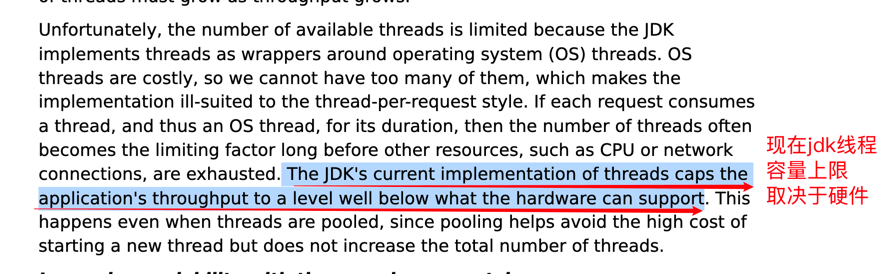 of threads must grow as throughput grows.
Unfortunately, the number of available threads is limited because the JDK
implements threads as wrappers around operating system (OS) threads. OS
threads are costly, so we cannot have too many of them, which makes the
implementation ill-suited to the thread-per-request style. If each request consumes
a thread, and thus an OS thread, for its duration, then the number of threads often
becomes the limiting factor long before other resources, such as CPU or network
connections, are exhausted. The JDK's current implementation of threads caps the
application's throughput to a level well below what the hardware can support. This
happens even when threads are pooled, since pooling helps avoid the high cost of
starting a new thread but does not increase the total number of threads.
现在jdk线程
容量上限
取决于硬件